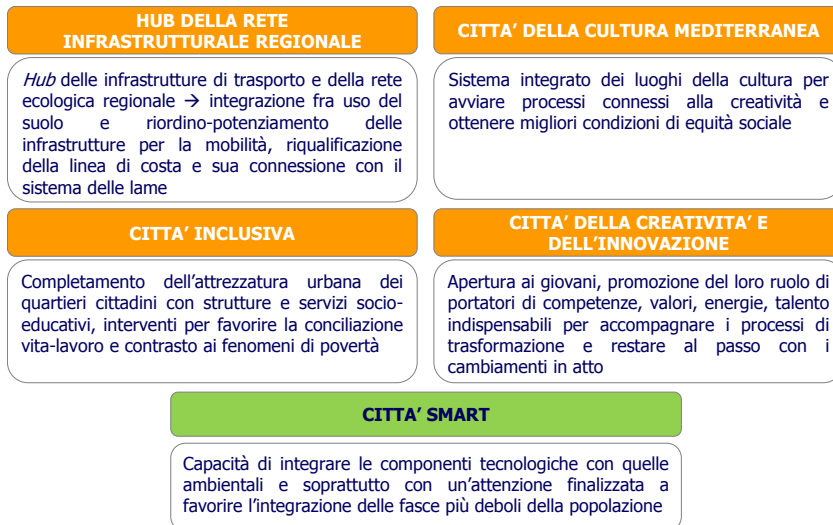 HUB DELLA RETE
INFRASTRUTTURALE REGIONALE
Hub delle infrastrutture di trasporto e della rete
ecologica regionale → integrazione fra uso del
suolo e riordino-potenziamento delle
infrastrutture per la mobilità, riqualificazione
della linea di costa e sua connessione con il
sistema delle lame
CITTA’ DELLA CULTURA MEDITERRANEA
Sistema integrato dei luoghi della cultura per
avviare processi connessi alla creatività e
ottenere migliori condizioni di equità sociale
CITTA’ INCLUSIVA
Completamento dell’attrezzatura urbana dei
quartieri cittadini con strutture e servizi socio-
educativi, interventi per favorire la conciliazione
vita-lavoro e contrasto ai fenomeni di povertà
CITTA’ DELLA CREATIVITA’ E
DELL’INNOVAZIONE
Apertura ai giovani, promozione del loro ruolo di
portatori di competenze, valori, energie, talento
indispensabili per accompagnare i processi di
trasformazione e restare al passo con i
cambiamenti in atto
CITTA’ SMART
Capacità di integrare le componenti tecnologiche con quelle
ambientali e soprattutto con un’attenzione finalizzata a
favorire l’integrazione delle fasce più deboli della popolazione